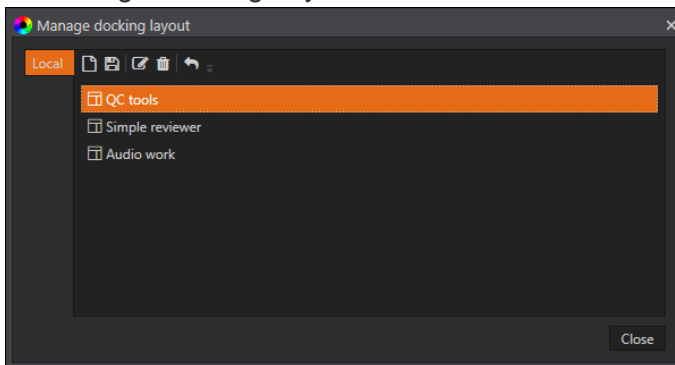 Manage docking layout
Local
QC tools
Simple reviewer
Audio work
Close